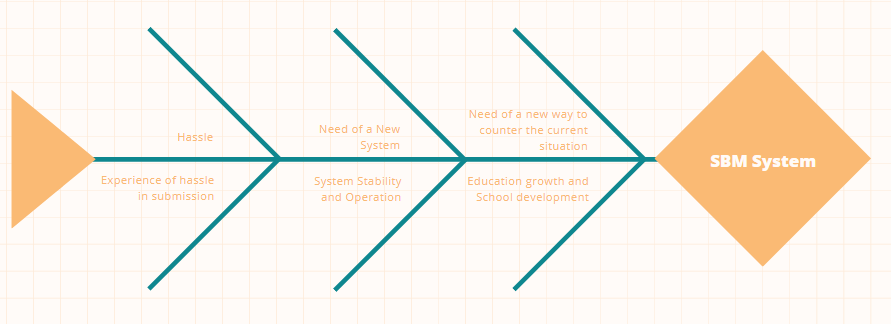 Hassle
Experience of hassle
in submission
Need of a New
System
System Stability
and Operation
Need of a new way to
counter the current
situation
Education growth and
School development
SBM System